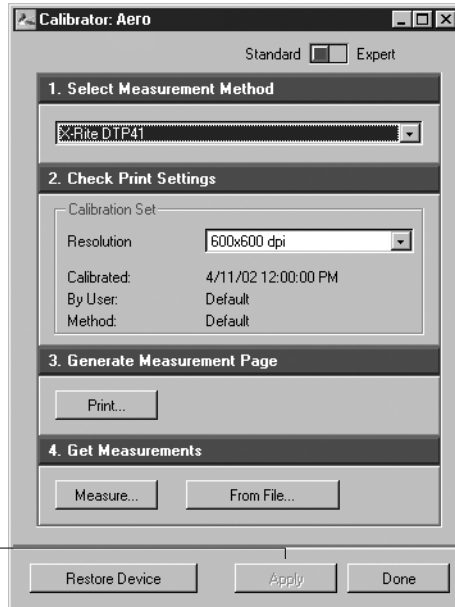 Calibrator: Aero
Standard Expert
1. Select Measurement Method
X-Rite DTP41
2. Check Print Settings
Calibration Set
Resolution 600x600 dpi
Calibrated: 4/11/02 12:00:00 PM
By User: Default
Method: Default
3. Generate Measurement Page
Print...
4. Get Measurements
Measure... From File...
Restore Device Apply Done